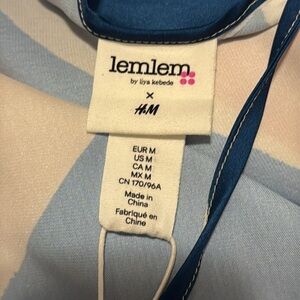 lemlem
by liya kebede
×
H&M
EUR M
US M
CA M
MX M
CN 170/96A
Made in
China
Fabriqué en
Chine